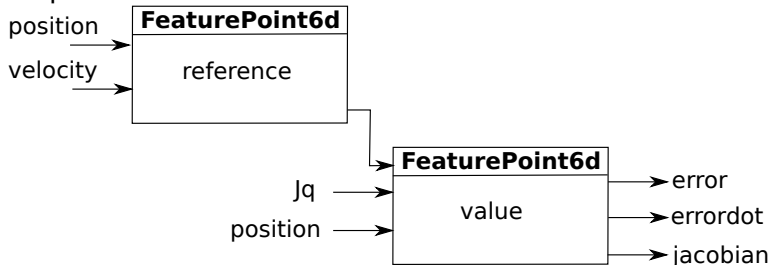 position
FeaturePoint6d
velocity
reference
FeaturePoint6d
Jq
value
position
error
errordot
jacobian